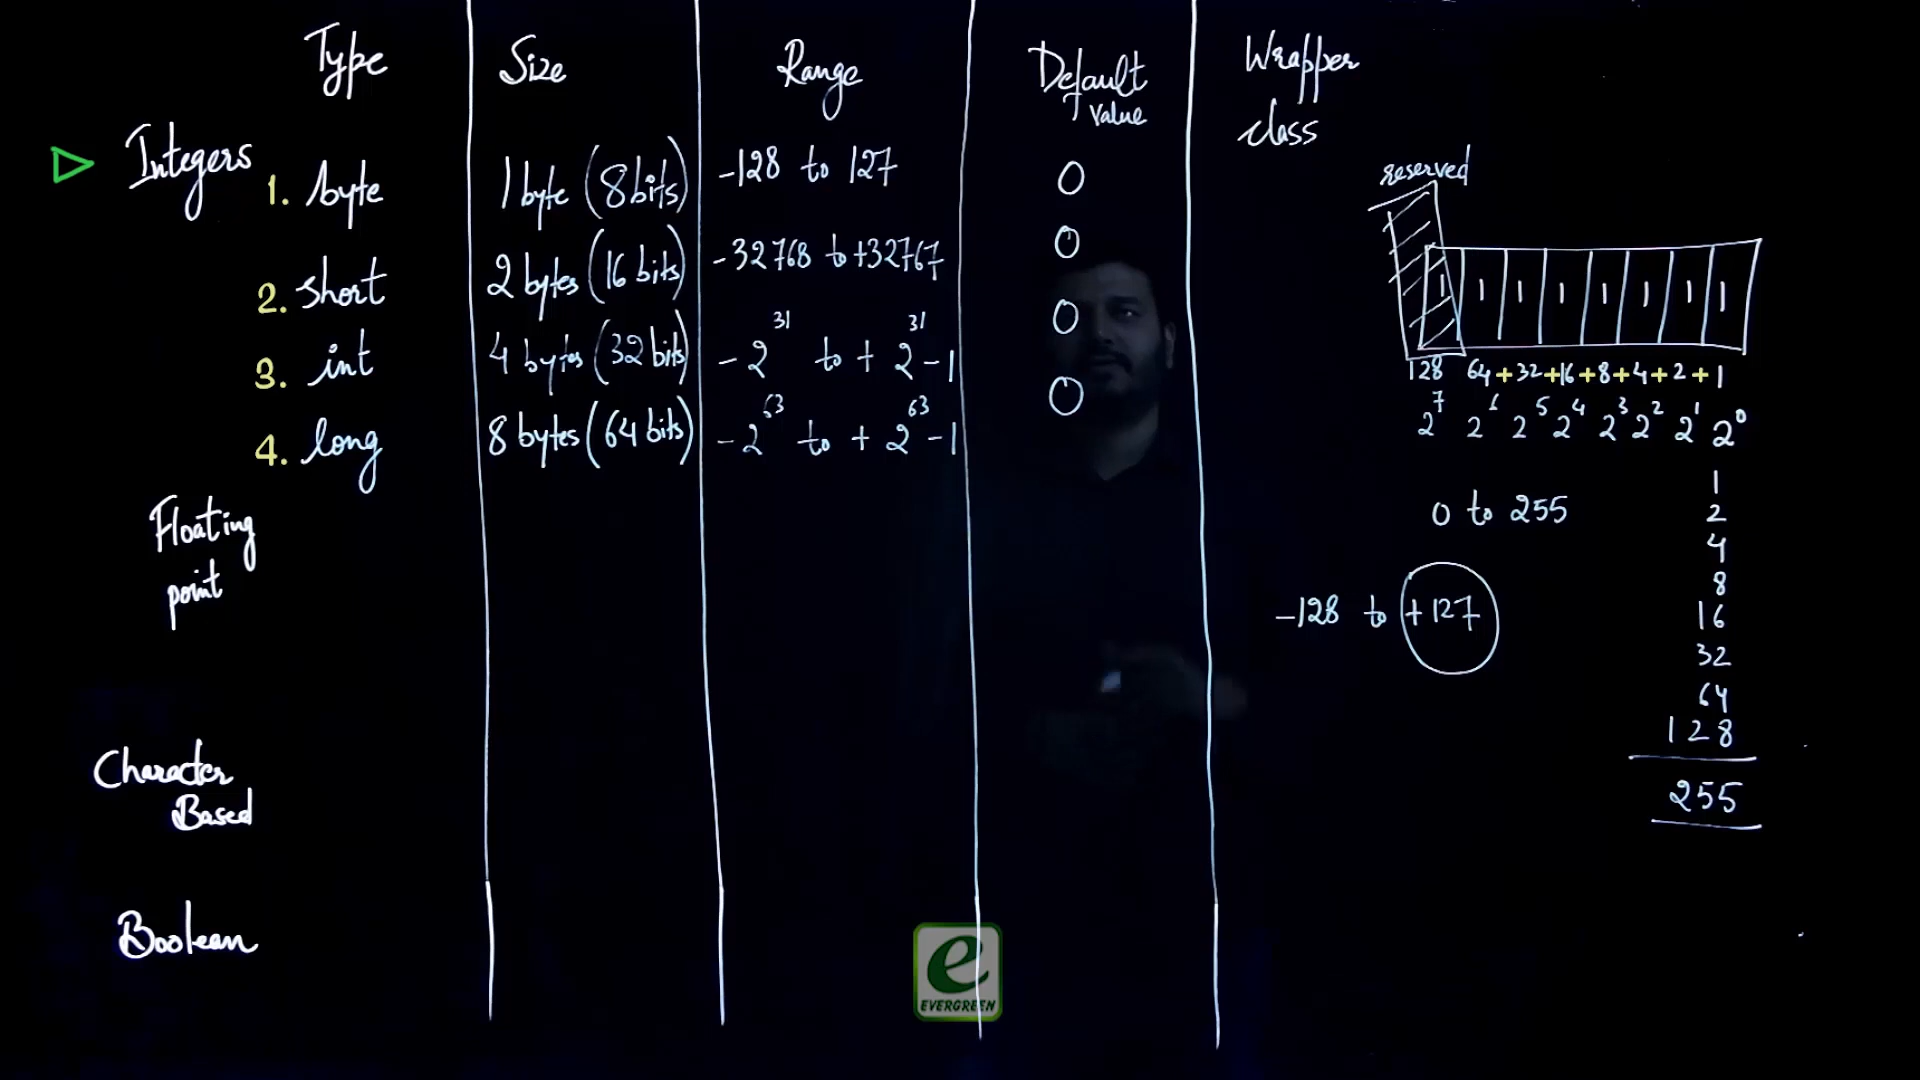 Type Size Range Default Value Wrapper class
Integers
1. byte 1 byte (8 bits) -128 to 127 0
2. short 2 bytes (16 bits) -32768 to +32767 0
3. int 4 bytes (32 bits) -2^31 to +2^31-1 0
4. long 8 bytes (64 bits) -2^63 to +2^63-1 0
Floating
point
Character
Based
Boolean
reserved
1 1 1 1 1 1 1 1
128 64+32+16+8+4+2+1
2^7 2^6 2^5 2^4 2^3 2^2 2^1 2^0
0 to 255
-128 to +127
1
2
4
8
16
32
64
128
255
e
EVERGREEN